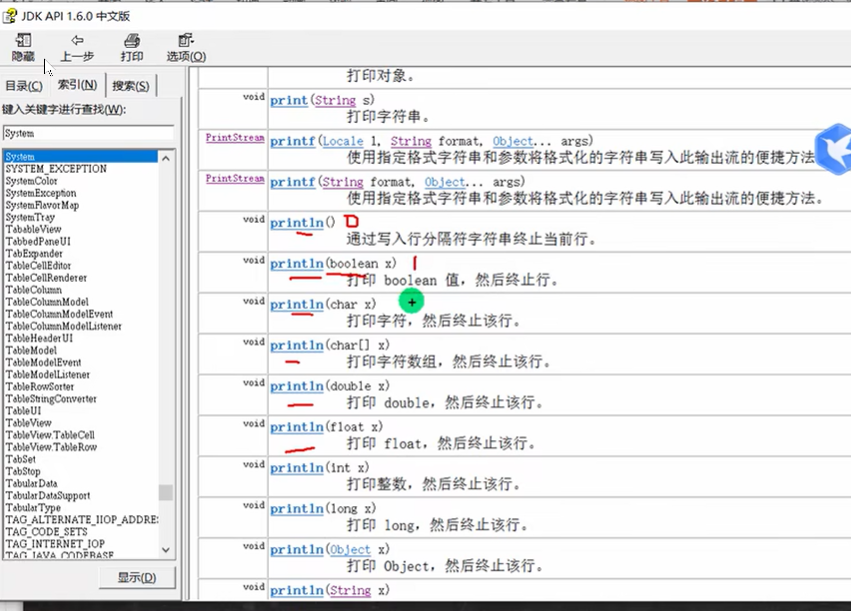 JDK API 1.6.0 中文版
隐藏 上一步 打印 选项(O)
目录(C) 索引(N) 搜索(S)
键入关键字进行查找(W):
System
System
SYSTEM_EXCEPTION
SystemColor
SystemException
SystemFlavorMap
SystemTray
TabableView
TabbedPaneUI
TabExpander
TableCellEditor
TableCellRenderer
TableColumn
TableColumnModel
TableColumnModelEvent
TableColumnModelListener
TableHeaderUI
TableModel
TableModelEvent
TableModelListener
TableRowSorter
TableStringConverter
TableUI
TableView
TableView.TableCell
TableView.TableRow
TabSet
TabStop
TabularData
TabularDataSupport
TabularType
TAG_ALTERNATE_IIOP_ADDRE
TAG_CODE_SETS
TAG_INTERNET_IOP
TAG_JAVA_CODEBASE
显示(D)
打印对象。
void print(String s)
打印字符串。
PrintStream printf(Locale l, String format, Object... args)
使用指定格式字符串和参数将格式化的字符串写入此输出流的便捷方法
PrintStream printf(String format, Object... args)
使用指定格式字符串和参数将格式化的字符串写入此输出流的便捷方法。
void println()
通过写入行分隔符字符串终止当前行。
void println(boolean x)
打印 boolean 值，然后终止行。
void println(char x)
打印字符，然后终止该行。
void println(char[] x)
打印字符数组，然后终止该行。
void println(double x)
打印 double，然后终止该行。
void println(float x)
打印 float，然后终止该行。
void println(int x)
打印整数，然后终止该行。
void println(long x)
打印 long，然后终止该行。
void println(Object x)
打印 Object，然后终止该行。
void println(String x)